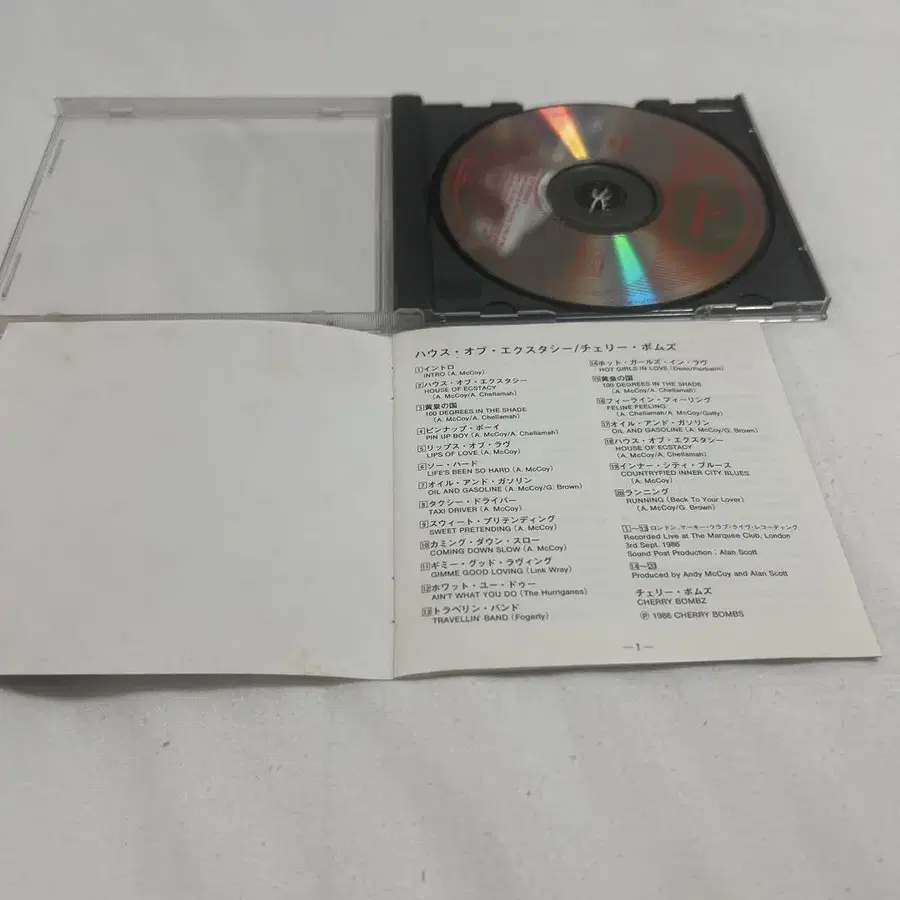 ハウス・オブ・エクスタシー/チェリー・ボムズ
1 イントロ
INTRO (A. McCoy)
2 ハウス・オブ・エクスタシー
HOUSE OF ECSTACY
(A. McCoy/A. Chellamah)
3 黄皇の国
100 DEGREES IN THE SHADE
(A. McCoy/A. Chellamah)
4 ピンナップ・ボーイ
PIN UP BOY (A. McCoy/A. Chellamah)
5 リップス・オブ・ラヴ
LIPS OF LOVE (A. McCoy)
6 ソー・ハード
LIFE'S BEEN SO HARD (A. McCoy)
7 オイル・アンド・ガソリン
OIL AND GASOLINE (A. McCoy/G. Brown)
8 タクシー・ドライバー
TAXI DRIVER (A. McCoy)
9 スウィート・プリテンディング
SWEET PRETENDING (A. McCoy)
10 カミング・ダウン・スロー
COMING DOWN SLOW (A. McCoy)
11 ギミー・グッド・ラヴィング
GIMME GOOD LOVING (Link Wray)
12 ホワット・ユー・ドゥー
AIN'T WHAT YOU DO (The Hurriganes)
13 トラベリン・バンド
TRAVELLIN' BAND (Fogerty)
14 ホット・ガールズ・イン・ラヴ
HOT GIRLS IN LOVE
15 黄皇の国
100 DEGREES IN THE SHADE
(A. McCoy/A. Chellamah)
16 フィーライン・フィーリング
FELINE FEELING
(A. Chellamah/A. McCoy/Gatty)
17 オイル・アンド・ガソリン
OIL AND GASOLINE (A. McCoy/G. Brown)
18 ハウス・オブ・エクスタシー
HOUSE OF ECSTACY
(A. McCoy/A. Chellamah)
19 インナー・シティ・ブルース
COUNTRYFIED INNER CITY BLUES
(A. McCoy)
20 ランニング
RUNNING (Back To Your Lover)
(A. McCoy/G. Brown)
1〜13 ロンドン、マーキー・クラブ・ライヴ・レコーディング
Recorded Live at The Marquee Club, London
3rd Sept. 1986
Sound Post Production : Alan Scott
14〜20
Produced by Andy McCoy and Alan Scott
チェリー・ボムズ
CHERRY BOMBZ
Ⓟ 1986 CHERRY BOMBS
—1—